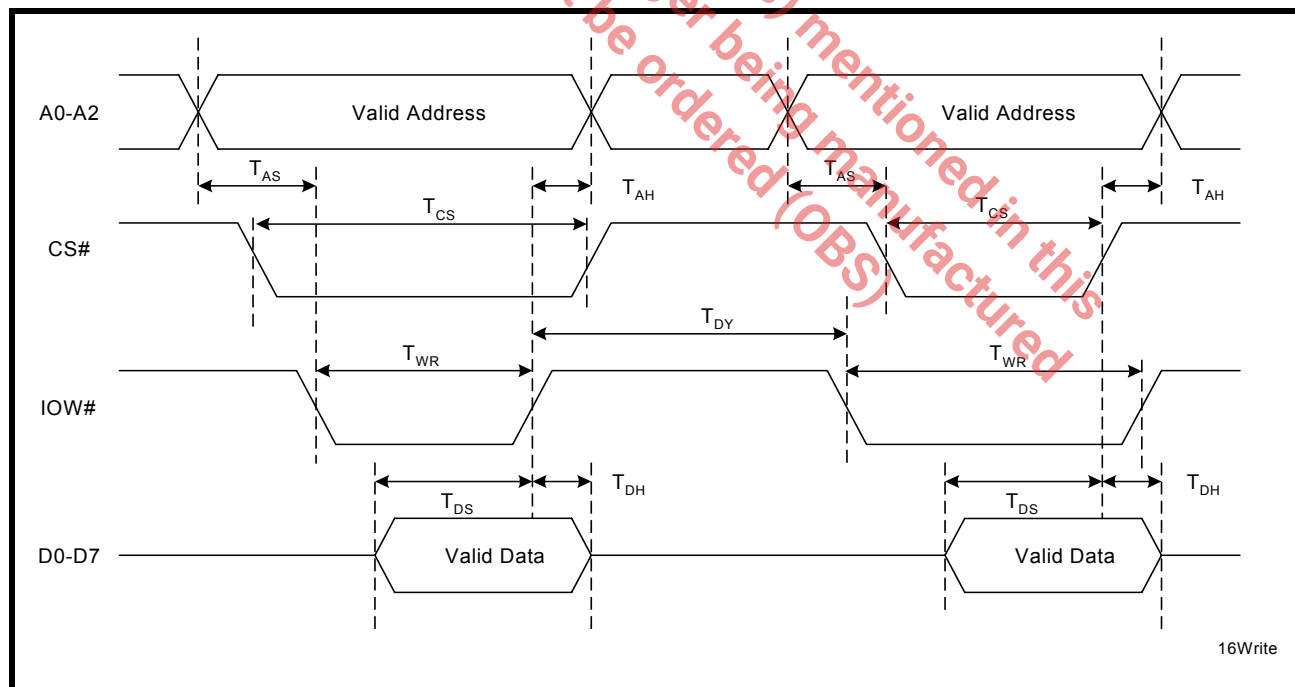 A0-A2
Valid Address
Valid Address
TAS
TAH
TAS
TAH
TCS
TCS
CS#
TDY
TWR
TWR
IOW#
TDS
TDH
TDS
TDH
D0-D7
Valid Data
Valid Data
16Write
) mentioned in this
er being manufactured
be ordered (OBS)